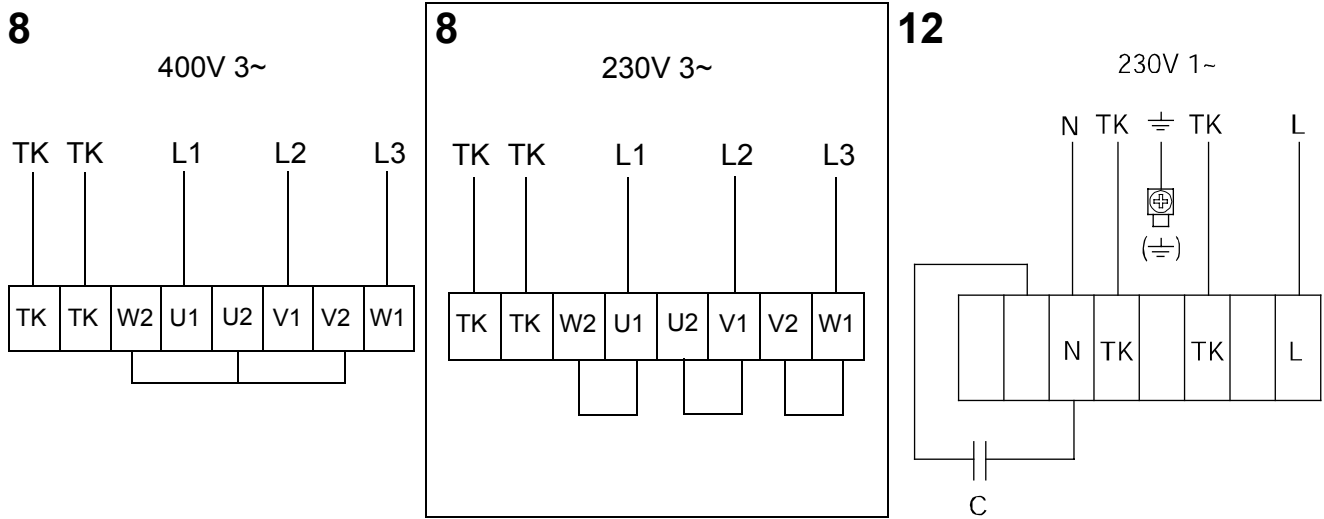 8
400V 3~
TK TK L1 L2 L3
TK TK W2 U1 U2 V1 V2 W1
8
230V 3~
TK TK L1 L2 L3
TK TK W2 U1 U2 V1 V2 W1
12
230V 1~
N TK ⏚ TK L
(⏚)
N TK TK L
C